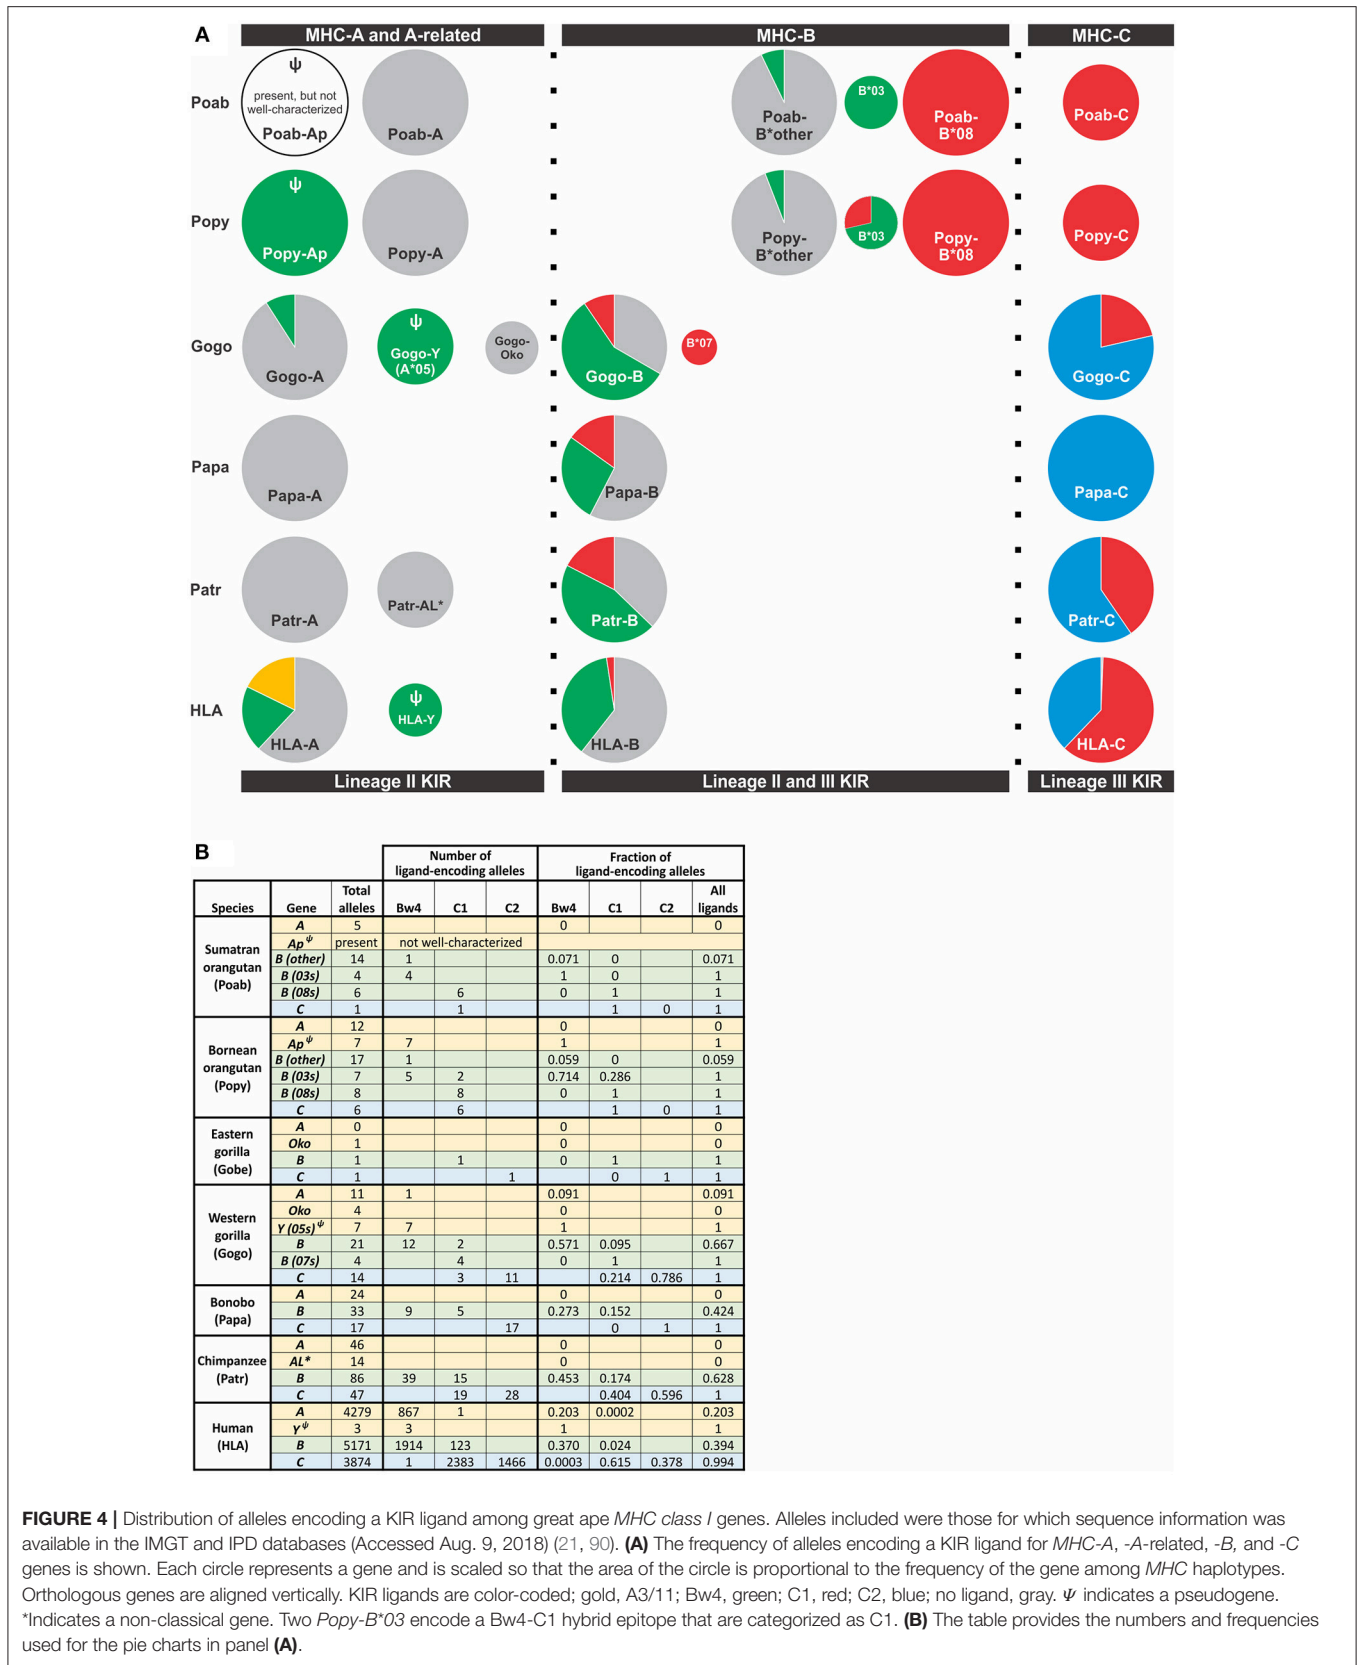 A
MHC-A and A-related
MHC-B
MHC-C
Poab
ψ
present, but not
well-characterized
Poab-Ap
Poab-A
Poab-
B*other
B*03
Poab-
B*08
Poab-C
Popy
ψ
Popy-Ap
Popy-A
Popy-
B*other
B*03
Popy-
B*08
Popy-C
Gogo
Gogo-A
ψ
Gogo-Y
(A*05)
Gogo-
Oko
Gogo-B
B*07
Gogo-C
Papa
Papa-A
Papa-B
Papa-C
Patr
Patr-A
Patr-AL*
Patr-B
Patr-C
HLA
HLA-A
ψ
HLA-Y
HLA-B
HLA-C
Lineage II KIR
Lineage II and III KIR
Lineage III KIR
B
Number of
ligand-encoding alleles
Fraction of
ligand-encoding alleles
Species Gene Total alleles Bw4 C1 C2 Bw4 C1 C2 All ligands
Sumatran orangutan (Poab)
A 5 0 0
Ap ψ present not well-characterized
B (other) 14 1 0.071 0 0.071
B (03s) 4 4 1 0 1
B (08s) 6 6 0 1 1
C 1 1 1 0 1
Bornean orangutan (Popy)
A 12 0 0
Ap ψ 7 7 1 1
B (other) 17 1 0.059 0 0.059
B (03s) 7 5 2 0.714 0.286 1
B (08s) 8 8 0 1 1
C 6 6 1 0 1
Eastern gorilla (Gobe)
A 0 0 0
Oko 1 0 0
B 1 1 0 1 1
C 1 1 0 1 1
Western gorilla (Gogo)
A 11 1 0.091 0.091
Oko 4 0 0
Y (05s) ψ 7 7 1 1
B 21 12 2 0.571 0.095 0.667
B (07s) 4 4 0 1 1
C 14 3 11 0.214 0.786 1
Bonobo (Papa)
A 24 0 0
B 33 9 5 0.273 0.152 0.424
C 17 17 0 1 1
Chimpanzee (Patr)
A 46 0 0
AL* 14 0 0
B 86 39 15 0.453 0.174 0.628
C 47 19 28 0.404 0.596 1
Human (HLA)
A 4279 867 1 0.203 0.0002 0.203
Y ψ 3 3 1 1
B 5171 1914 123 0.370 0.024 0.394
C 3874 1 2383 1466 0.0003 0.615 0.378 0.994
FIGURE 4 | Distribution of alleles encoding a KIR ligand among great ape MHC class I genes. Alleles included were those for which sequence information was
available in the IMGT and IPD databases (Accessed Aug. 9, 2018) (21, 90). (A) The frequency of alleles encoding a KIR ligand for MHC-A, -A-related, -B, and -C
genes is shown. Each circle represents a gene and is scaled so that the area of the circle is proportional to the frequency of the gene among MHC haplotypes.
Orthologous genes are aligned vertically. KIR ligands are color-coded; gold, A3/11; Bw4, green; C1, red; C2, blue; no ligand, gray. Ψ indicates a pseudogene.
*Indicates a non-classical gene. Two Popy-B*03 encode a Bw4-C1 hybrid epitope that are categorized as C1. (B) The table provides the numbers and frequencies
used for the pie charts in panel (A).